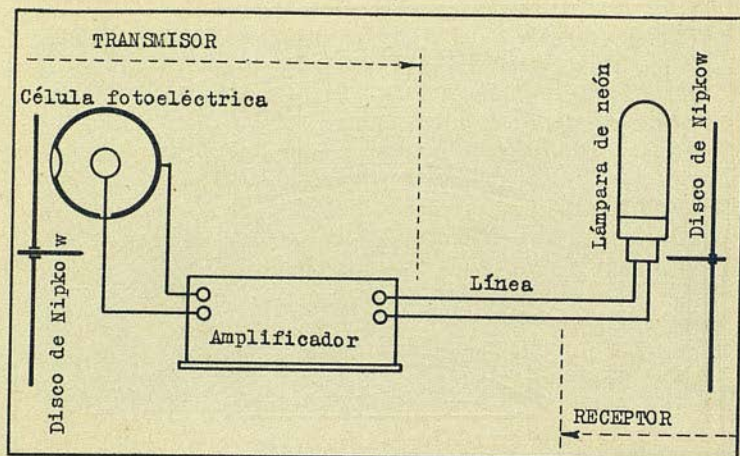 TRANSMISOR
Célula fotoeléctrica
Disco de Nipkow
Amplificador
Línea
Lámpara de neón
Disco de Nipkow
RECEPTOR